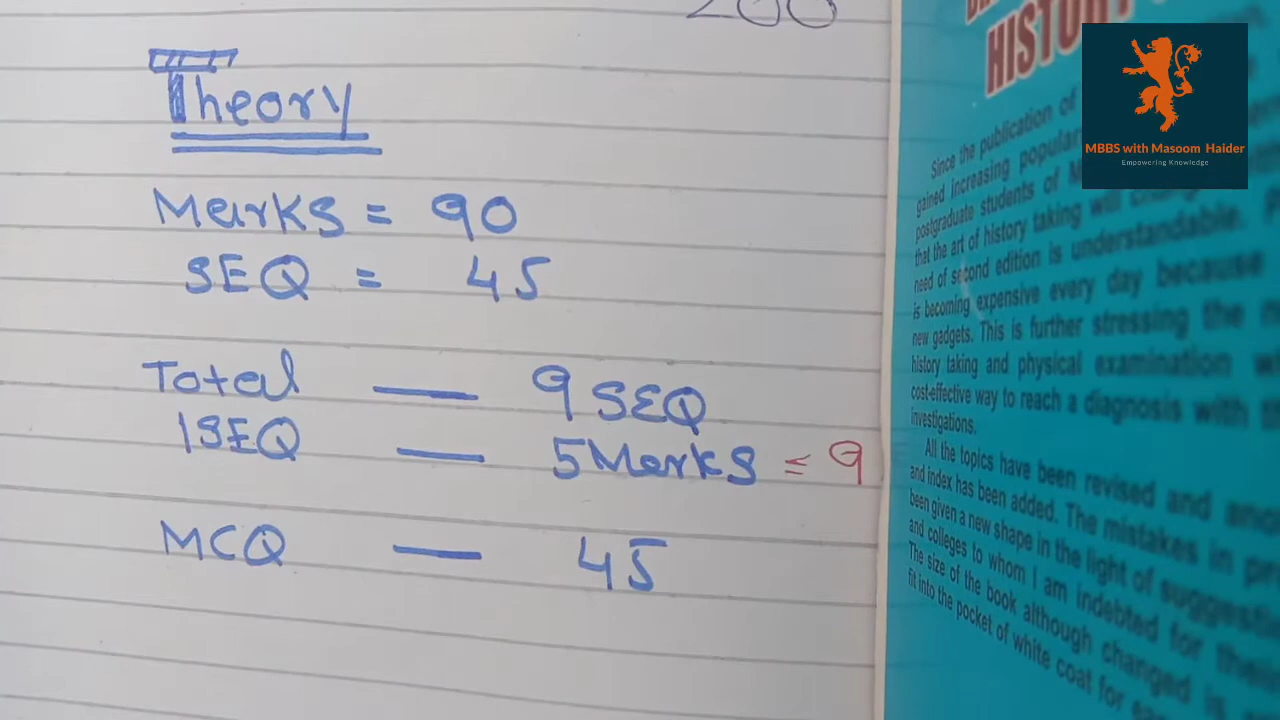 200
Theory
Marks = 90
SEQ = 45
Total — 9 SEQ
1SEQ — 5 Marks = 9
MCQ — 45
HISTORY
MBBS with Masoom Haider
Empowering Knowledge
Since the publication of
gained increasing popular
postgraduate students of
that the art of history taking will
need of second edition is understandable.
is becoming expensive every day because
new gadgets. This is further stressing the
history taking and physical examination
cost-effective way to reach a diagnosis with
investigations.
All the topics have been revised and
and index has been added. The mistakes in
been given a new shape in the light of
and colleges to whom I am indebted for their
The size of the book although changed is
fit into the pocket of white coat for